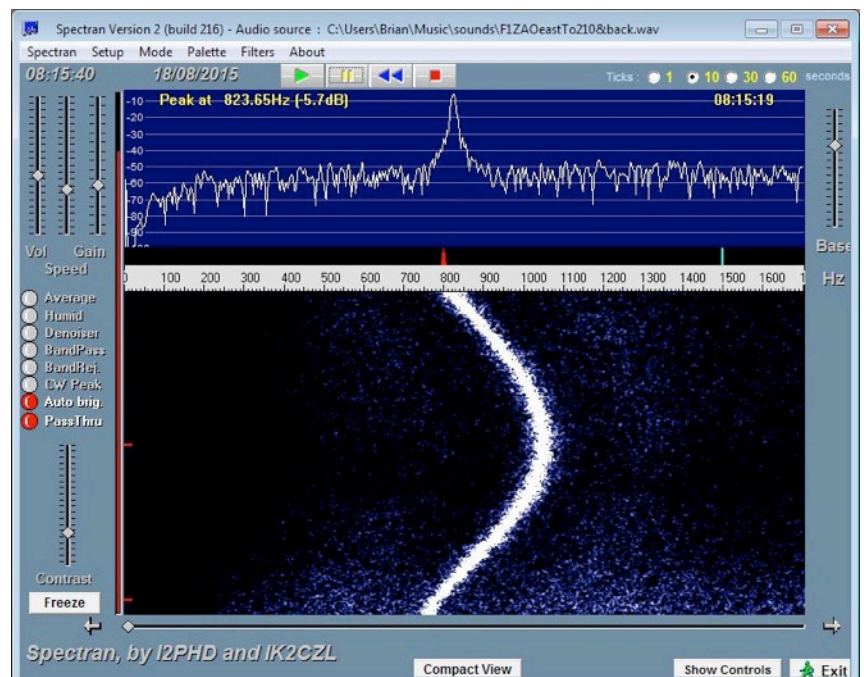 Spectran Version 2 (build 216) - Audio source : C:\Users\Brian\Music\sounds\F1ZAOeastTo210&back.wav
Spectran Setup Mode Palette Filters About
08:15:40 18/08/2015 Ticks : 1 10 30 60 seconds
Peak at 823.65Hz (-5.7dB) 08:15:19
-10
-20
-30
-40
-50
-60
-70
-80
-90
Vol Gain
Speed
Base
0 100 200 300 400 500 600 700 800 900 1000 1100 1200 1300 1400 1500 1600 Hz
Average
Humid
Denoiser
BandPass
BandRej.
CW Peak
Auto brig.
PassThru
Contrast
Freeze
Spectran, by I2PHD and IK2CZL
Compact View Show Controls Exit